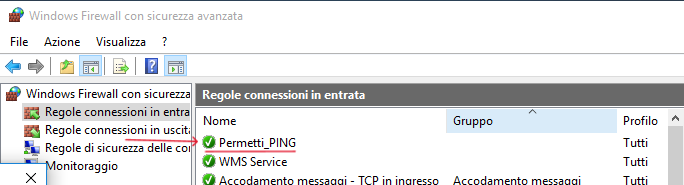 Windows Firewall con sicurezza avanzata
File Azione Visualizza ?
Windows Firewall con sicurezza
Regole connessioni in entra
Regole connessioni in uscita
Regole di sicurezza delle co
Monitoraggio
Regole connessioni in entrata
Nome Gruppo Profilo
Permetti_PING Tutti
WMS Service Tutti
Accodamento messaggi - TCP in ingresso Accodamento messaggi Tutti